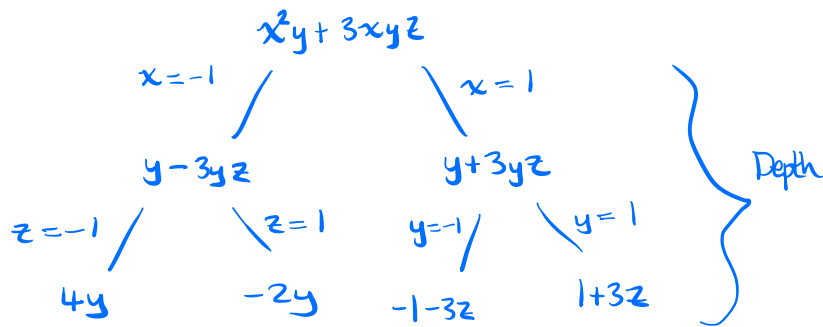 x²y + 3xyz
x = -1 x = 1
y - 3yz y + 3yz Depth
z = -1 z = 1 y = -1 y = 1
4y -2y -1-3z 1+3z